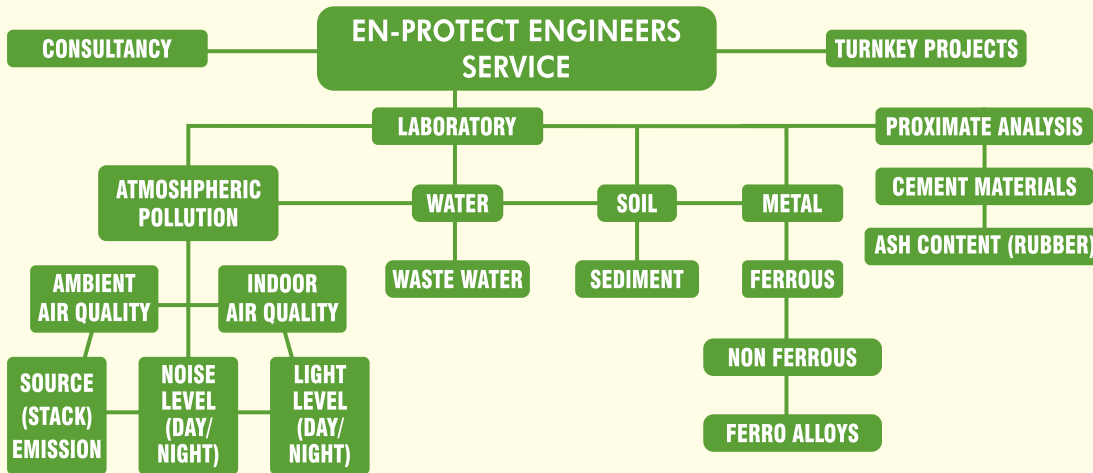 EN-PROTECT ENGINEERS
SERVICE
CONSULTANCY
TURNKEY PROJECTS
LABORATORY
PROXIMATE ANALYSIS
ATMOSHPHERIC
POLLUTION
WATER
SOIL
METAL
CEMENT MATERIALS
ASH CONTENT (RUBBER)
AMBIENT
AIR QUALITY
INDOOR
AIR QUALITY
WASTE WATER
SEDIMENT
FERROUS
SOURCE
(STACK)
EMISSION
NOISE
LEVEL
(DAY/
NIGHT)
LIGHT
LEVEL
(DAY/
NIGHT)
NON FERROUS
FERRO ALLOYS